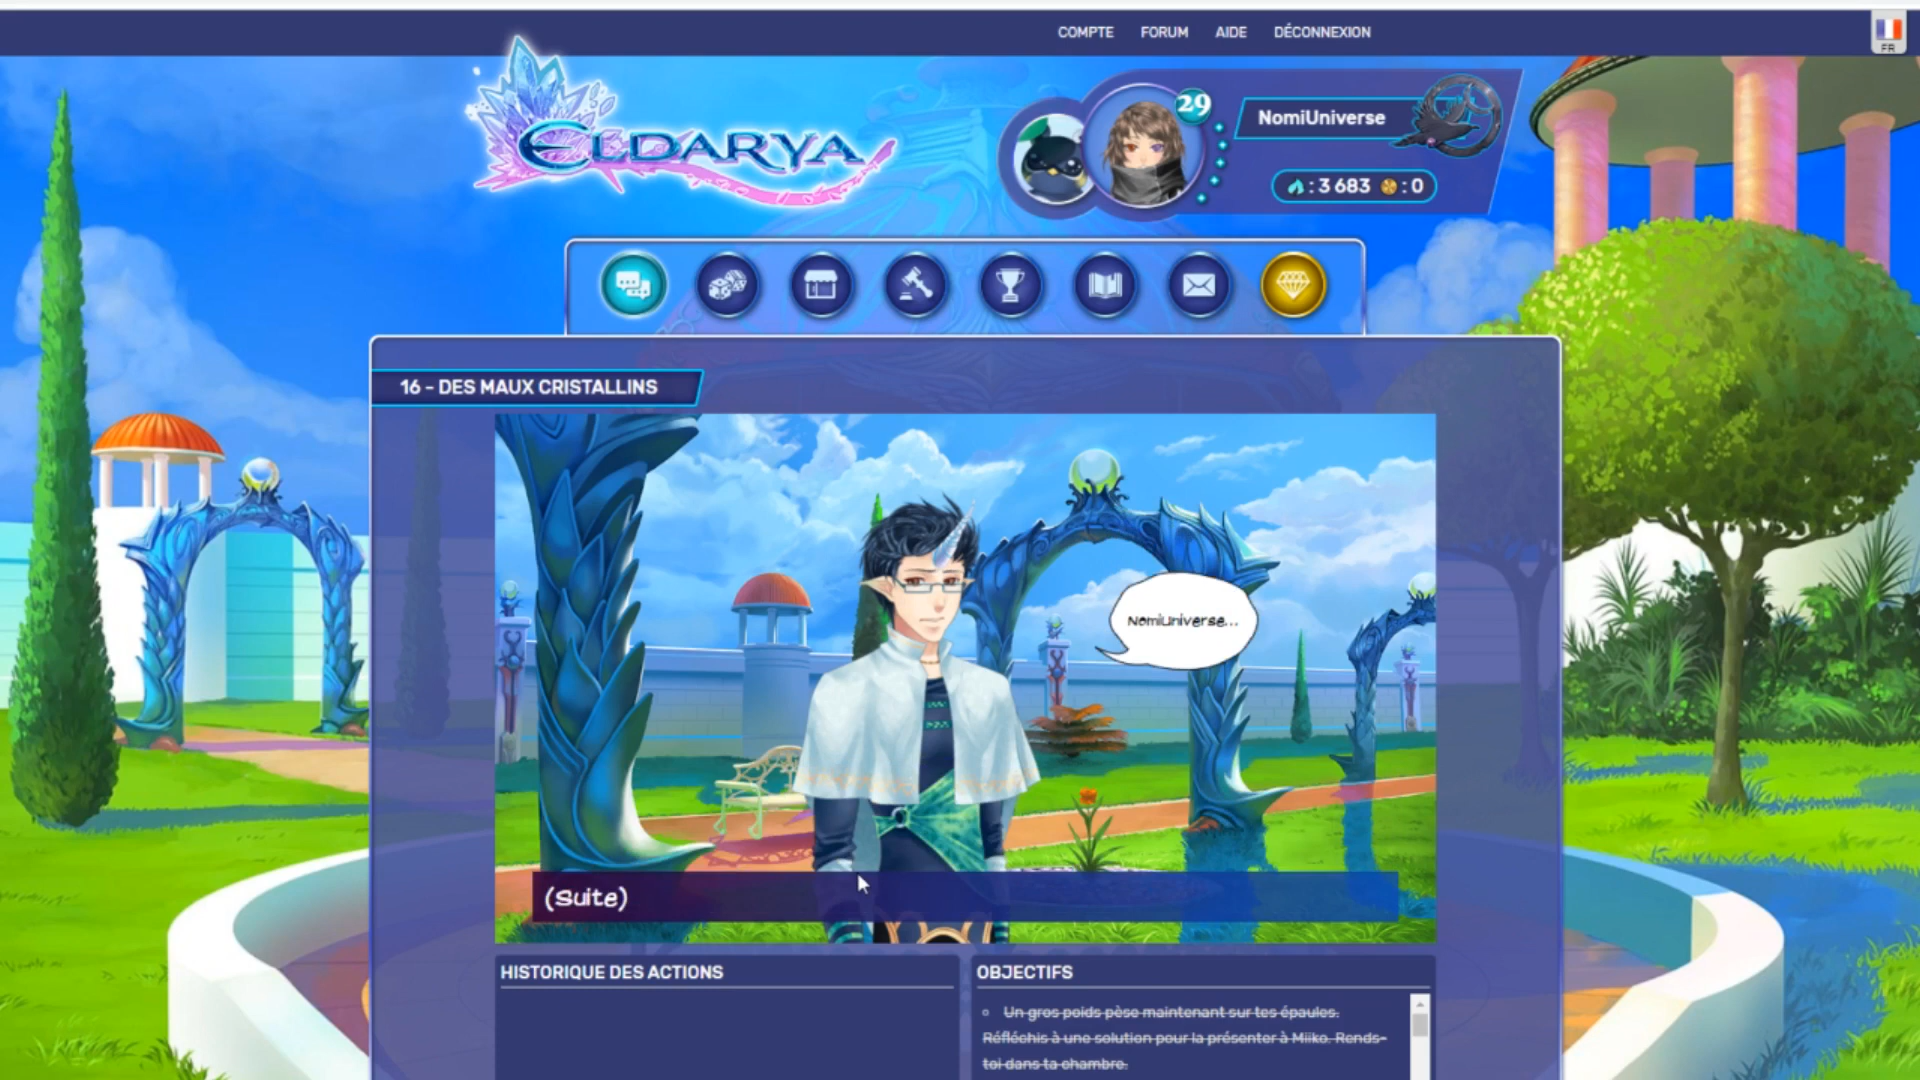 COMPTE FORUM AIDE DÉCONNEXION
FR
ELDARYA
29
NomiUniverse
: 3 683 : 0
16 - DES MAUX CRISTALLINS
NomiUniverse...
(Suite)
HISTORIQUE DES ACTIONS
OBJECTIFS
Un gros poids pèse maintenant sur tes épaules.
Réfléchis à une solution pour la présenter à Miiko. Rends-
toi dans ta chambre.